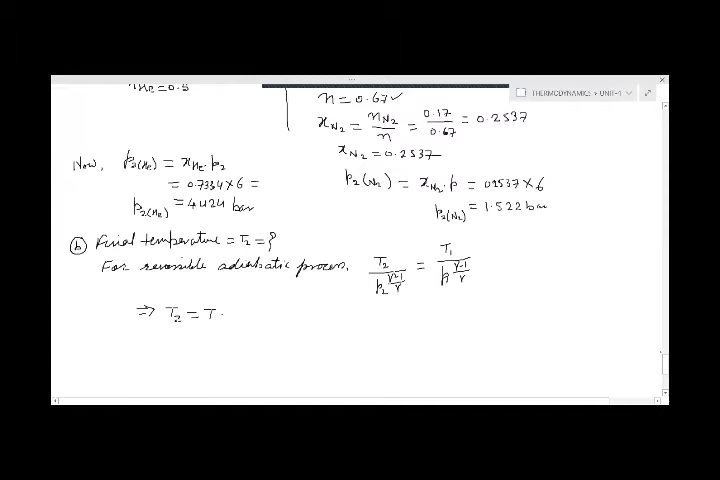 THERMODYNAMICS + UNIT-4
n = 0.67 ✓
x_N2 = n_N2/n = 0.17/0.67 = 0.2537
x_N2 = 0.2537
Now, p2(He) = x_He · p2
= 0.7334 × 6 =
p2(He) = 4.424 bar
p2(N2) = x_N2 · p = 0.2537 × 6
p2(N2) = 1.522 bar
(b) Final temperature = T2 = ?
For reversible adiabatic process, T2/p2^(γ-1/γ) = T1/p^(γ-1/γ)
⇒ T2 = T